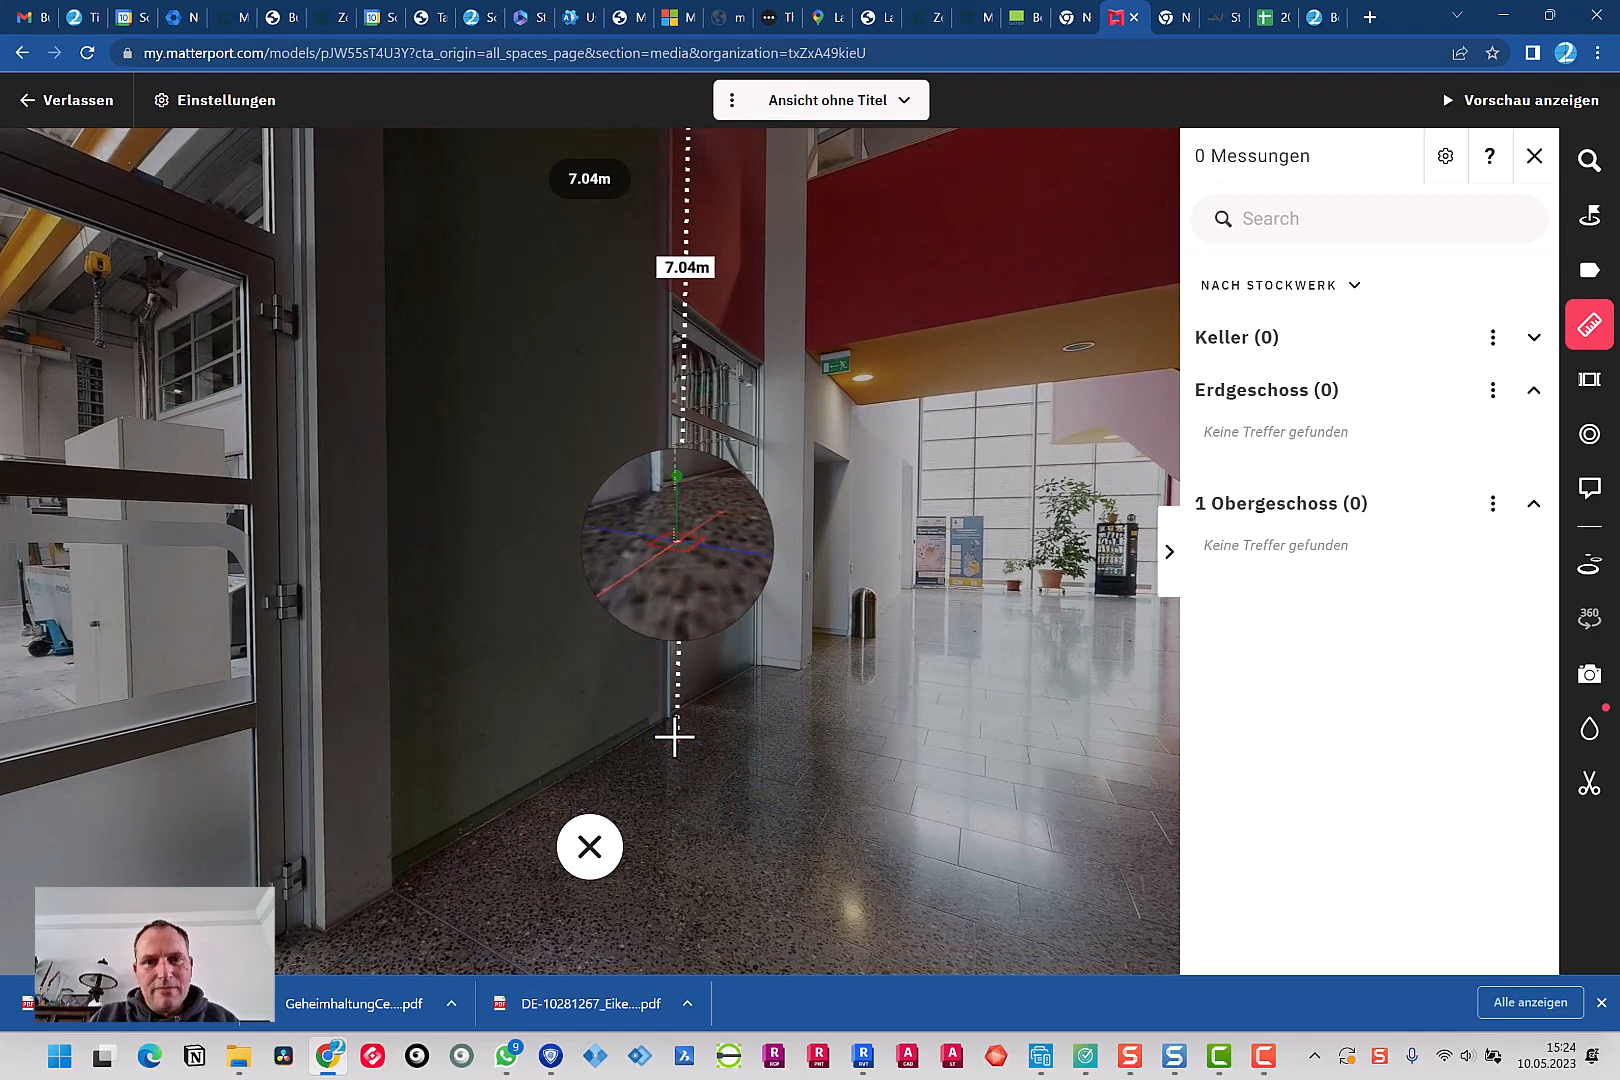 my.matterport.com/models/pJW55sT4U3Y?cta_origin=all_spaces_page&section=media&organization=txZxA49kieU
Verlassen
Einstellungen
Ansicht ohne Titel
Vorschau anzeigen
7.04m
7.04m
0 Messungen
?
Search
NACH STOCKWERK
Keller (0)
Erdgeschoss (0)
Keine Treffer gefunden
1 Obergeschoss (0)
Keine Treffer gefunden
360
GeheimhaltungCe....pdf
DE-10281267_Eike....pdf
Alle anzeigen
15:24
10.05.2023